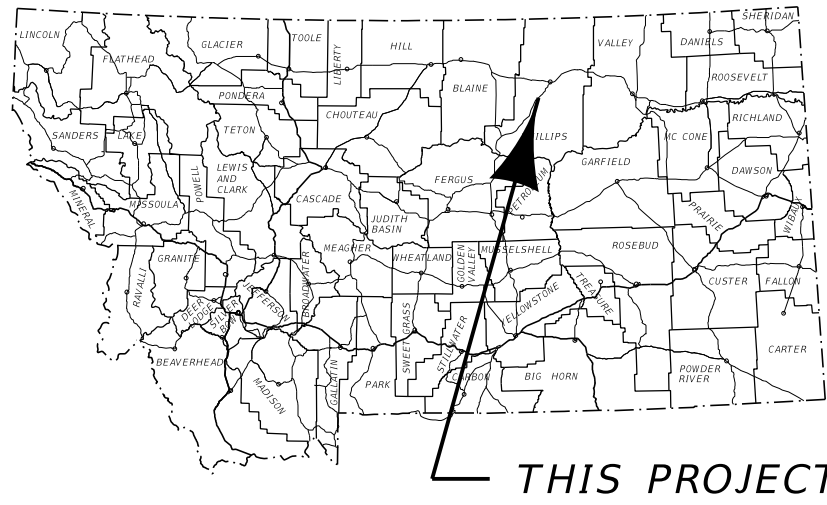 LINCOLN
FLATHEAD
GLACIER
TOOLE
LIBERTY
HILL
BLAINE
VALLEY
DANIELS
SHERIDAN
ROOSEVELT
PONDERA
CHOUTEAU
TETON
SANDERS
LAKE
ILLIPS
RICHLAND
MC CONE
GARFIELD
DAWSON
LEWIS
AND
CLARK
POWELL
FERGUS
CASCADE
PETROLEUM
MINERAL
MISSOULA
JUDITH
BASIN
PRAIRIE
WIBAUX
GRANITE
MEAGHER
WHEATLAND
GOLDEN
VALLEY
MUSSELSHELL
ROSEBUD
RAVALLI
BROADWATER
JEFFERSON
DEER
LODGE
SILVER
BOW
TREASURE
CUSTER
FALLON
YELLOWSTONE
SWEET GRASS
STILLWATER
BEAVERHEAD
MADISON
GALLATIN
PARK
CARBON
BIG HORN
POWDER
RIVER
CARTER
THIS PROJECT